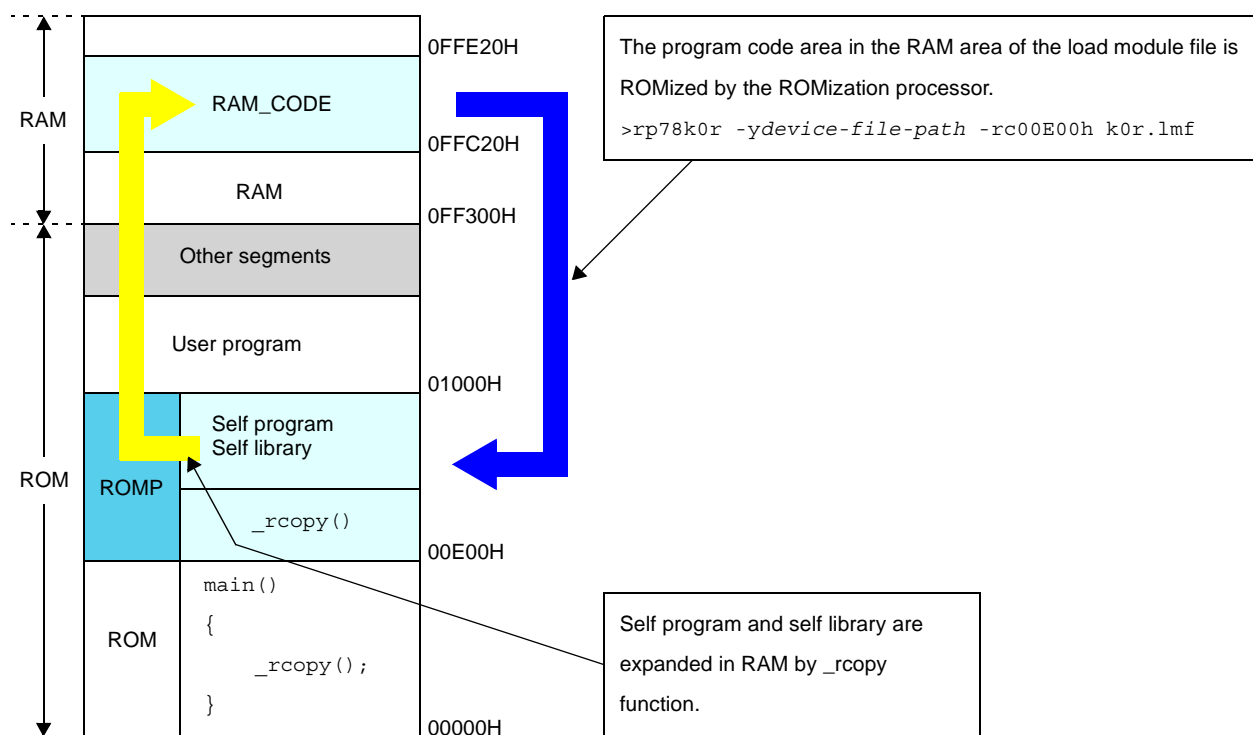 0FFE20H
The program code area in the RAM area of the load module file is
ROMized by the ROMization processor.
>rp78k0r -ydevice-file-path -rc00E00h k0r.lmf
RAM
RAM_CODE
0FFC20H
RAM
0FF300H
Other segments
User program
01000H
Self program
Self library
ROM
ROMP
_rcopy()
00E00H
main()
{
ROM
_rcopy();
}
00000H
Self program and self library are
expanded in RAM by _rcopy
function.